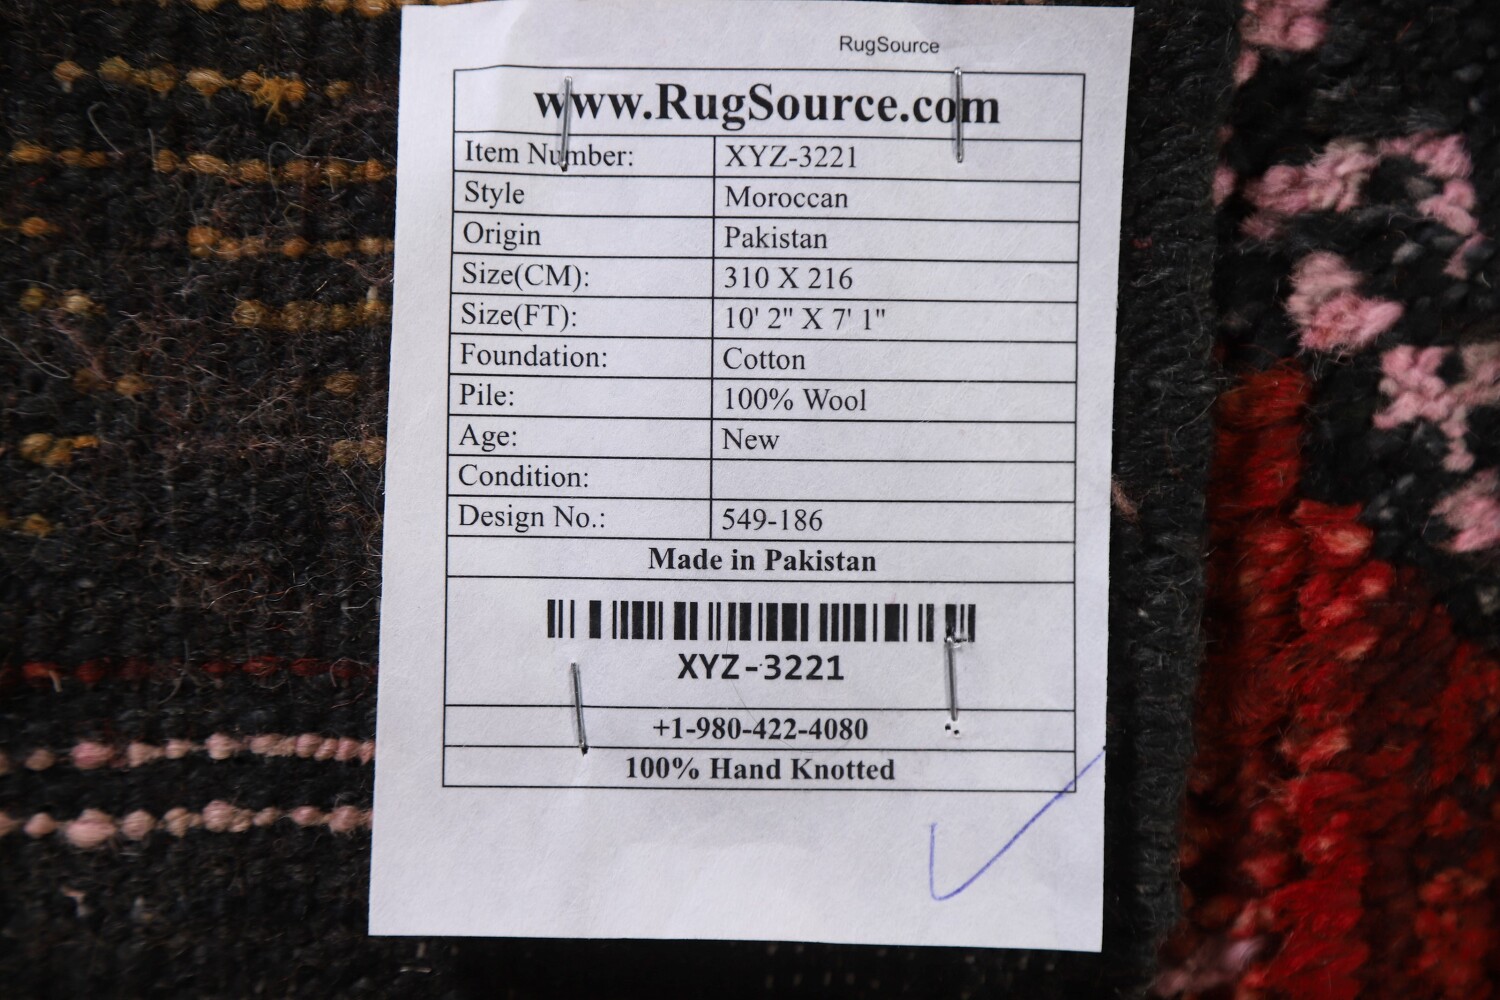 RugSource
www.RugSource.com
Item Number: XYZ-3221
Style Moroccan
Origin Pakistan
Size(CM): 310 X 216
Size(FT): 10' 2" X 7' 1"
Foundation: Cotton
Pile: 100% Wool
Age: New
Condition:
Design No.: 549-186
Made in Pakistan
XYZ-3221
+1-980-422-4080
100% Hand Knotted